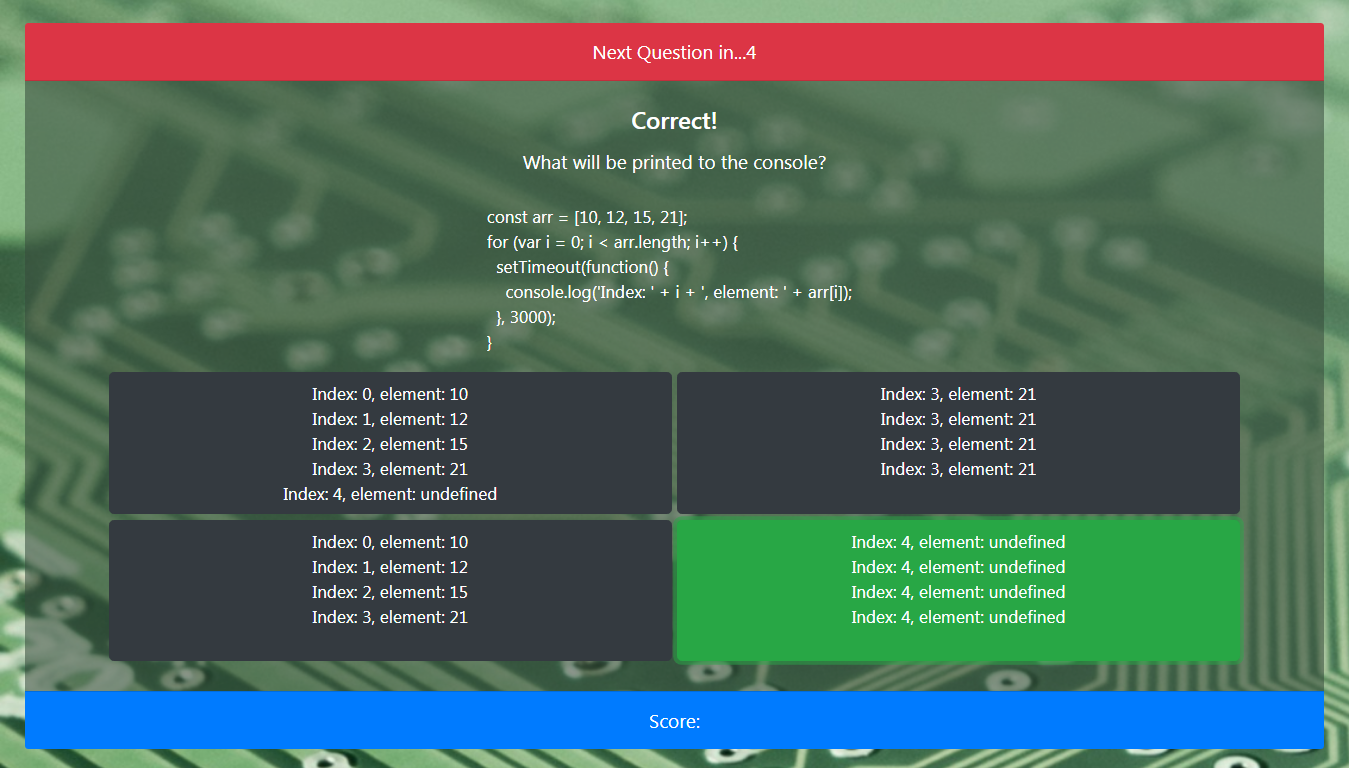 Next Question in...4
Correct!
What will be printed to the console?
const arr = [10, 12, 15, 21];
for (var i = 0; i < arr.length; i++) {
  setTimeout(function() {
    console.log('Index: ' + i + ', element: ' + arr[i]);
  }, 3000);
}
Index: 0, element: 10
Index: 1, element: 12
Index: 2, element: 15
Index: 3, element: 21
Index: 4, element: undefined
Index: 3, element: 21
Index: 3, element: 21
Index: 3, element: 21
Index: 3, element: 21
Index: 0, element: 10
Index: 1, element: 12
Index: 2, element: 15
Index: 3, element: 21
Index: 4, element: undefined
Index: 4, element: undefined
Index: 4, element: undefined
Index: 4, element: undefined
Score: